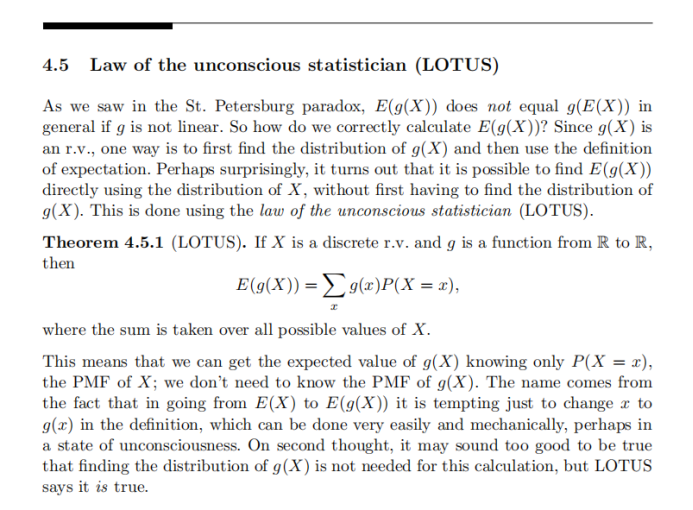 4.5 Law of the unconscious statistician (LOTUS)
As we saw in the St. Petersburg paradox, E(g(X)) does not equal g(E(X)) in
general if g is not linear. So how do we correctly calculate E(g(X))? Since g(X) is
an r.v., one way is to first find the distribution of g(X) and then use the definition
of expectation. Perhaps surprisingly, it turns out that it is possible to find E(g(X))
directly using the distribution of X, without first having to find the distribution of
g(X). This is done using the law of the unconscious statistician (LOTUS).
Theorem 4.5.1 (LOTUS). If X is a discrete r.v. and g is a function from ℝ to ℝ,
then
E(g(X)) = ∑ g(x)P(X = x),
x
where the sum is taken over all possible values of X.
This means that we can get the expected value of g(X) knowing only P(X = x),
the PMF of X; we don't need to know the PMF of g(X). The name comes from
the fact that in going from E(X) to E(g(X)) it is tempting just to change x to
g(x) in the definition, which can be done very easily and mechanically, perhaps in
a state of unconsciousness. On second thought, it may sound too good to be true
that finding the distribution of g(X) is not needed for this calculation, but LOTUS
says it is true.